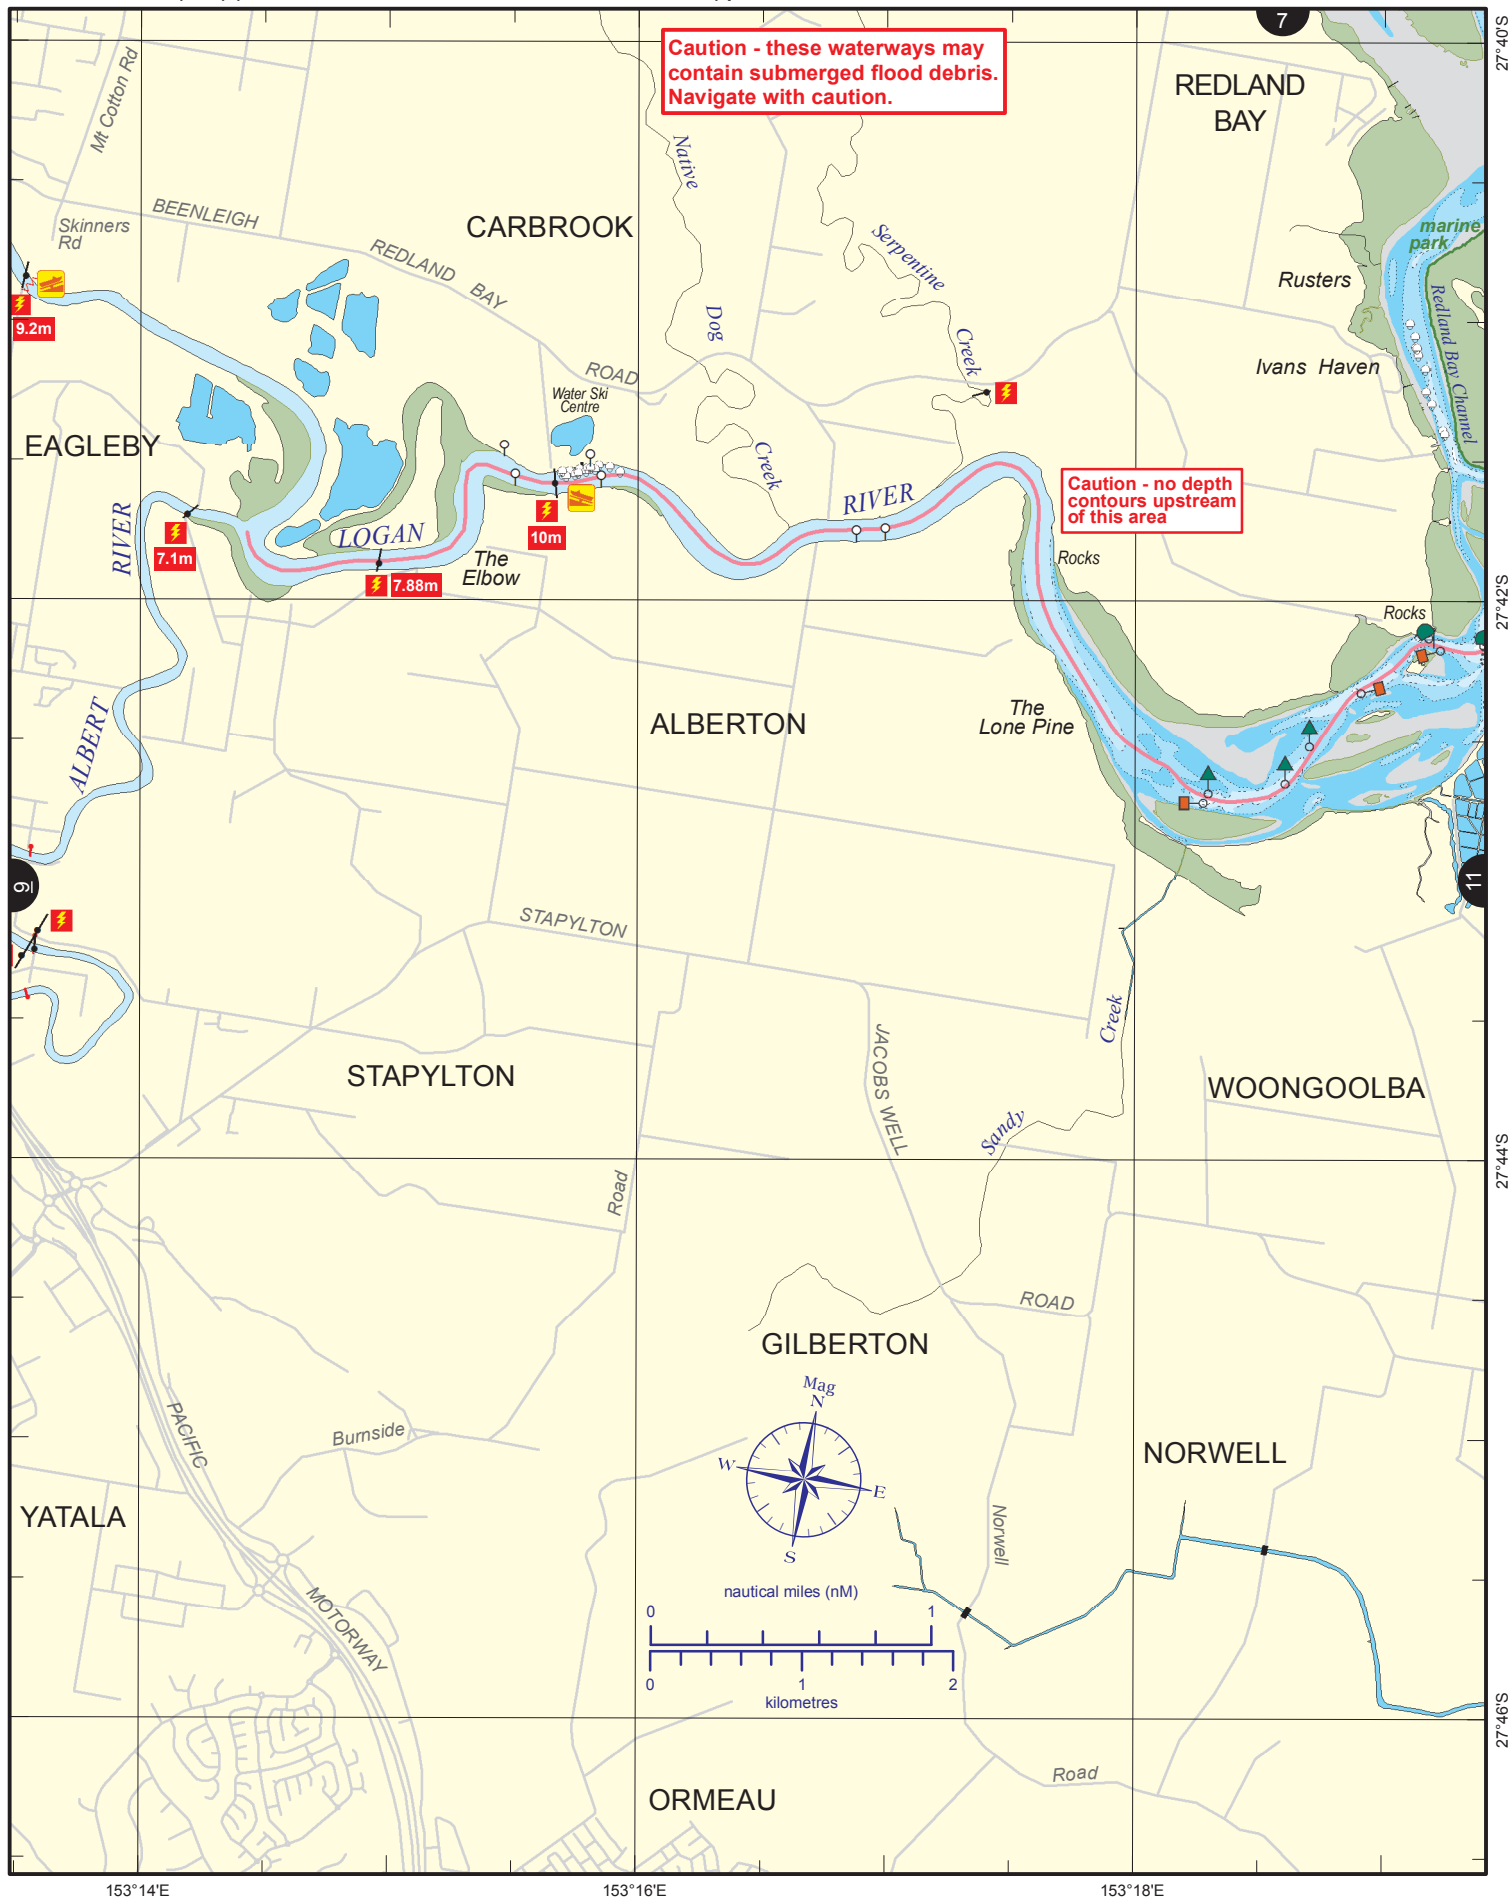 7
27°40'S
Caution - these waterways may
contain submerged flood debris.
Navigate with caution.
REDLAND
BAY
Mt Cotton Rd
Native
BEENLEIGH
Skinners
Rd
CARBROOK
REDLAND
BAY
Serpentine
marine
park
Rusters
Redland Bay Channel
9.2m
Dog
Creek
ROAD
Ivans Haven
Water Ski
Centre
EAGLEBY
Creek
RIVER
Caution - no depth
contours upstream
of this area
RIVER
LOGAN
10m
7.1m
The
Elbow
7.88m
Rocks
27°42'S
Rocks
ALBERT
ALBERTON
The
Lone Pine
9
11
STAPYLTON
Creek
JACOBS WELL
STAPYLTON
WOONGOOLBA
Sandy
27°44'S
Road
ROAD
GILBERTON
Mag
N
W
E
S
PACIFIC
Burnside
NORWELL
YATALA
Norwell
nautical miles (nM)
0 1
MOTORWAY
0 1 2
kilometres
27°46'S
Road
ORMEAU
153°14'E
153°16'E
153°18'E